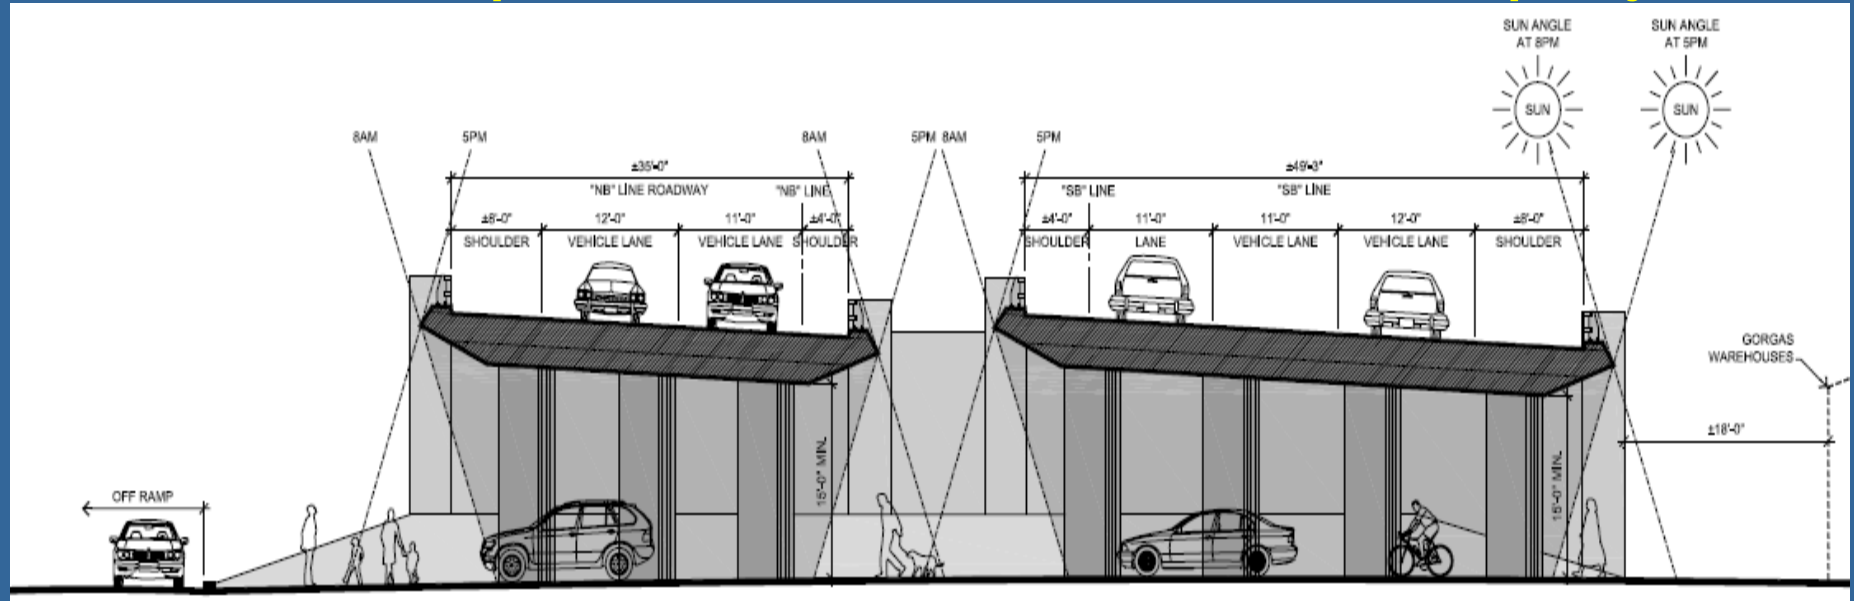 SUN ANGLE
AT 8PM
SUN ANGLE
AT 5PM
SUN
SUN
8AM
5PM
8AM
5PM 8AM
5PM
±35'-0"
±49'-3"
"NB" LINE ROADWAY
"NB" LINE
"SB" LINE
"SB" LINE
±8'-0"
12'-0"
11'-0"
±4'-0"
±4'-0"
11'-0"
11'-0"
12'-0"
±8'-0"
SHOULDER
VEHICLE LANE
VEHICLE LANE
SHOULDER
SHOULDER
LANE
VEHICLE LANE
VEHICLE LANE
SHOULDER
GORGAS
WAREHOUSES
±18'-0"
15'-0" MIN.
15'-0" MIN.
OFF RAMP